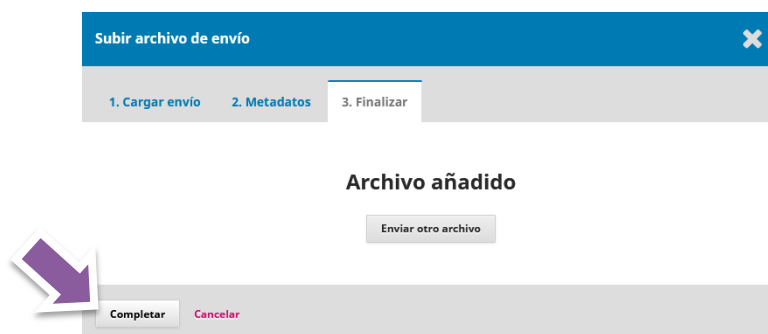 Subir archivo de envío
1. Cargar envío 2. Metadatos 3. Finalizar
Archivo añadido
Enviar otro archivo
Completar Cancelar